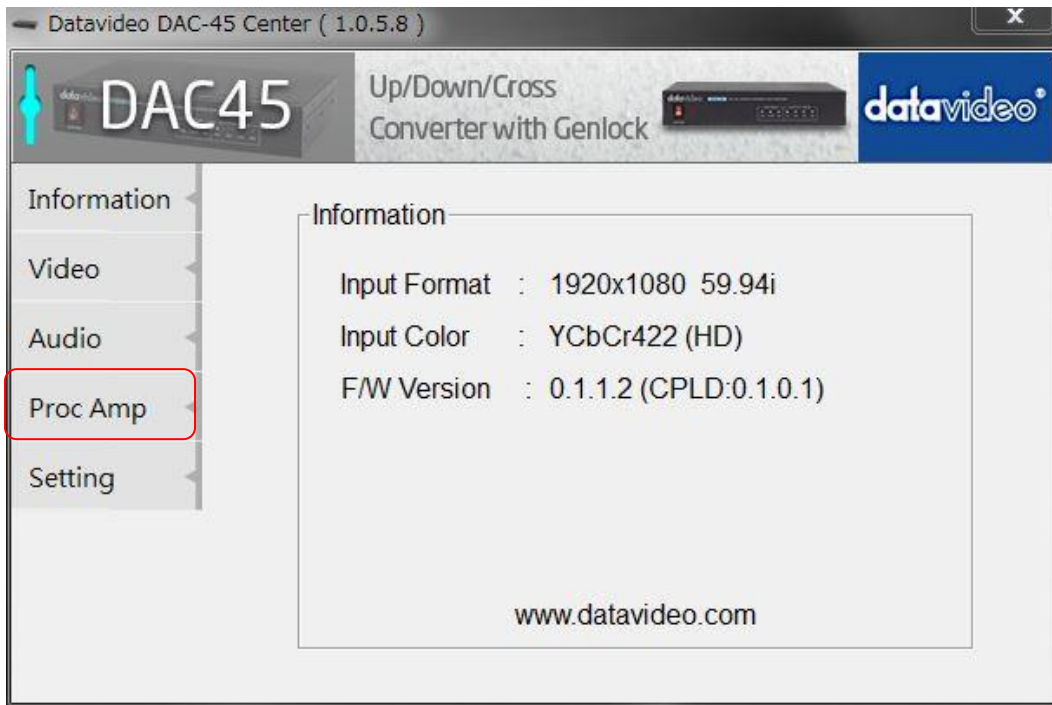 Datavideo DAC-45 Center ( 1.0.5.8 )
x
DAC45
Up/Down/Cross
Converter with Genlock
datavideo
Information
Video
Audio
Proc Amp
Setting
Information
Input Format : 1920x1080 59.94i
Input Color : YCbCr422 (HD)
F/W Version : 0.1.1.2 (CPLD:0.1.0.1)
www.datavideo.com